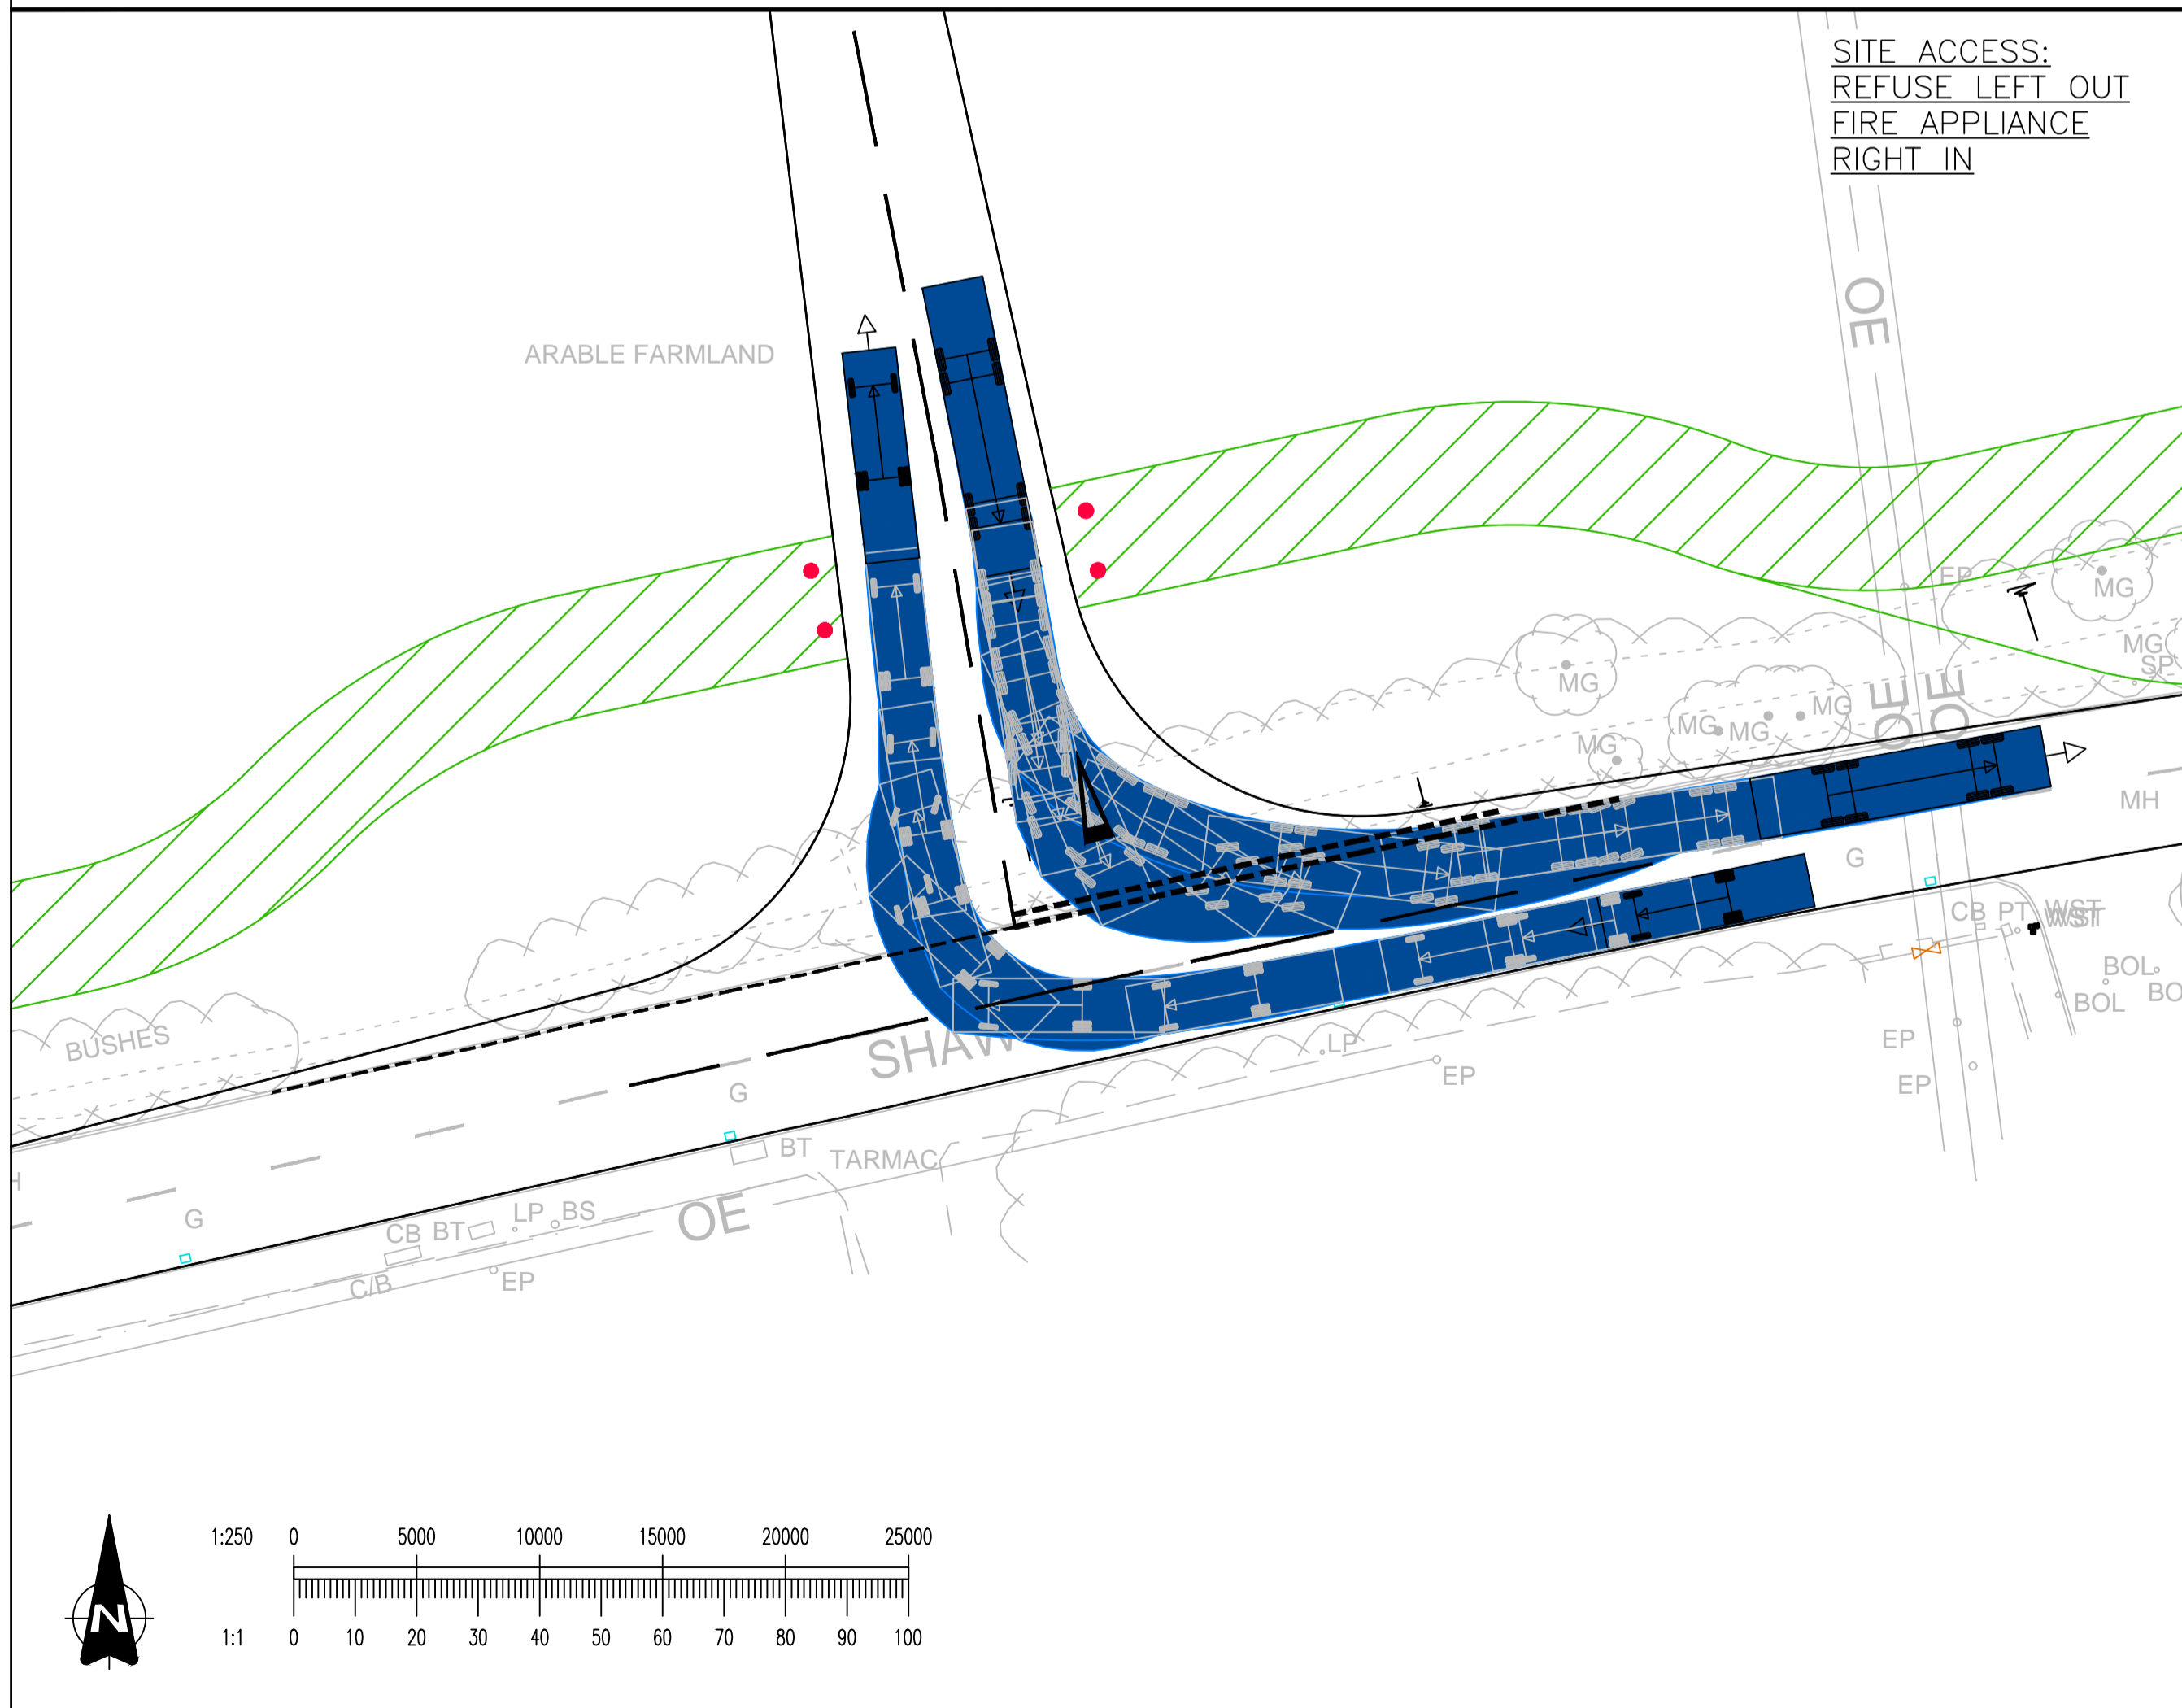 SITE ACCESS:
REFUSE LEFT OUT
FIRE APPLIANCE
RIGHT IN
OE
ARABLE FARMLAND
EP
MG
MG
SP
MG
MG
MG
MG
MG
OE
OE
MH
G
CB
PT
WST
BOL
BOL
BUSHES
SHAW
LP
EP
EP
EP
G
BT
TARMAC
G
CB
BT
LP
BS
OE
C/B
EP
1:250
0 5000 10000 15000 20000 25000
N
1:1
0 10 20 30 40 50 60 70 80 90 100